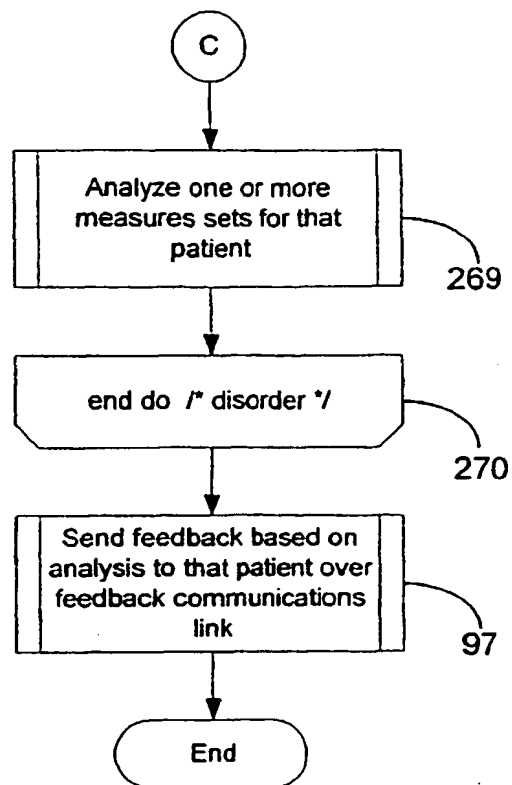 C
Analyze one or more
measures sets for that
patient
269
end do /* disorder */
270
Send feedback based on
analysis to that patient over
feedback communications
link
97
End